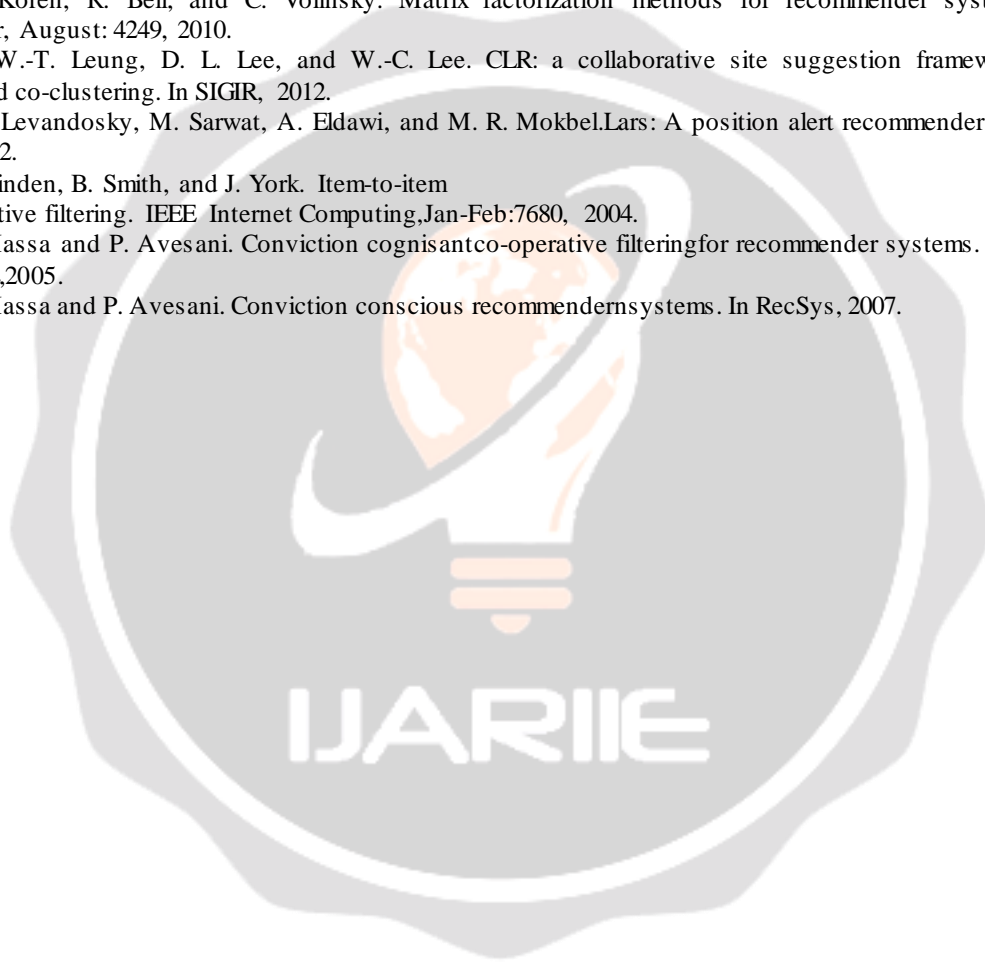 Koren, R. Bell, and C. Volinsky. Matrix factorization methods for recommender syst
, August: 4249, 2010.
W.-T. Leung, D. L. Lee, and W.-C. Lee. CLR: a collaborative site suggestion framew
d co-clustering. In SIGIR, 2012.
Levandosky, M. Sarwat, A. Eldawi, and M. R. Mokbel.Lars: A position alert recommender
2.
inden, B. Smith, and J. York. Item-to-item
tive filtering. IEEE Internet Computing,Jan-Feb:7680, 2004.
assa and P. Avesani. Conviction cognisantco-operative filteringfor recommender systems.
,2005.
assa and P. Avesani. Conviction conscious recommendernsystems. In RecSys, 2007.
IJARIIE